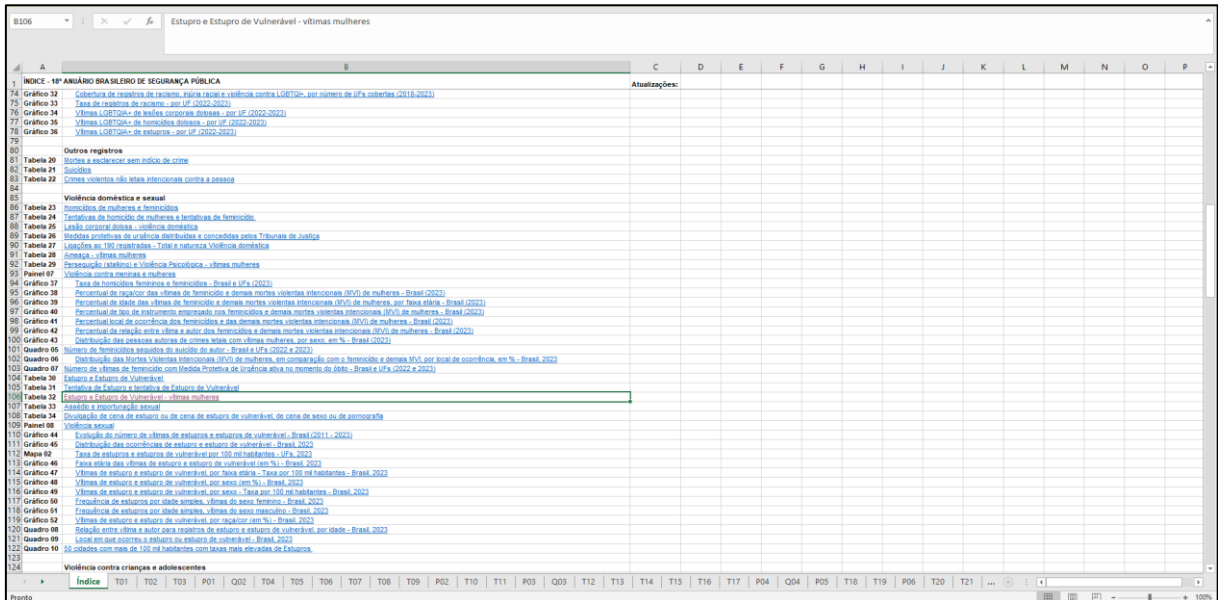 B106 fx Estupro e Estupro de Vulnerável - vítimas mulheres
A B C D E F G H I J K L M N O P
1 ÍNDICE - 18º ANUÁRIO BRASILEIRO DE SEGURANÇA PÚBLICA Atualizações:
74 Gráfico 32 Cobertura de registros de racismo, injúria racial e violência contra LGBTQI+, por número de UFs cobertas (2018-2023)
75 Gráfico 33 Taxa de registros de racismo - por UF (2022-2023)
76 Gráfico 34 Vítimas LGBTQIA+ de lesões corporais dolosas - por UF (2022-2023)
77 Gráfico 35 Vítimas LGBTQIA+ de homicídios dolosos - por UF (2022-2023)
78 Gráfico 36 Vítimas LGBTQIA+ de estupros - por UF (2022-2023)
79
80 Outros registros
81 Tabela 20 Mortes a esclarecer sem indício de crime
82 Tabela 21 Suicídios
83 Tabela 22 Crimes violentos não letais intencionais contra a pessoa
84
85 Violência doméstica e sexual
86 Tabela 23 Homicídios de mulheres e feminicídios
87 Tabela 24 Tentativas de homicídio de mulheres e tentativas de feminicídio
88 Tabela 25 Lesão corporal dolosa - violência doméstica
89 Tabela 26 Medidas protetivas de urgência distribuídas e concedidas pelos Tribunais de Justiça
90 Tabela 27 Ligações ao 190 registradas - Total e natureza Violência doméstica
91 Tabela 28 Ameaça - vítimas mulheres
92 Tabela 29 Perseguição (stalking) e Violência Psicológica - vítimas mulheres
93 Painel 07 Violência contra meninas e mulheres
94 Gráfico 37 Taxa de homicídios femininos e feminicídios - Brasil e UFs (2023)
95 Gráfico 38 Percentual de raça/cor das vítimas de feminicídio e demais mortes violentas intencionais (MVI) de mulheres - Brasil (2023)
96 Gráfico 39 Percentual de idade das vítimas de feminicídio e demais mortes violentas intencionais (MVI) de mulheres, por faixa etária - Brasil (2023)
97 Gráfico 40 Percentual de tipo de instrumento empregado nos feminicídios e demais mortes violentas intencionais (MVI) de mulheres - Brasil (2023)
98 Gráfico 41 Percentual local de ocorrência dos feminicídios e das demais mortes violentas intencionais (MVI) de mulheres - Brasil (2023)
99 Gráfico 42 Percentual da relação entre vítima e autor dos feminicídios e demais mortes violentas intencionais (MVI) de mulheres - Brasil (2023)
100 Gráfico 43 Distribuição das pessoas autoras de crimes letais com vítimas mulheres, por sexo, em % - Brasil (2023)
101 Quadro 05 Número de feminicídios seguidos do suicídio do autor - Brasil e UFs (2022 e 2023)
102 Quadro 06 Distribuição das Mortes Violentas Intencionais (MVI) de mulheres, em comparação com o feminicídio e demais MVI, por local de ocorrência, em % - Brasil, 2023
103 Quadro 07 Número de vítimas de feminicídio com Medida Protetiva de Urgência ativa no momento do óbito - Brasil e UFs (2022 e 2023)
104 Tabela 30 Estupro e Estupro de Vulnerável
105 Tabela 31 Tentativa de Estupro e tentativa de Estupro de Vulnerável
106 Tabela 32 Estupro e Estupro de Vulnerável - vítimas mulheres
107 Tabela 33 Assédio e importunação sexual
108 Tabela 34 Divulgação de cena de estupro ou de cena de estupro de vulnerável, de cena de sexo ou de pornografia
109 Painel 08 Violência sexual
110 Gráfico 44 Evolução do número de vítimas de estupros e estupros de vulnerável - Brasil (2011 - 2023)
111 Gráfico 45 Distribuição das ocorrências de estupro e estupro de vulnerável - Brasil, 2023
112 Mapa 02 Taxa de estupros e estupros de vulnerável por 100 mil habitantes - UFs, 2023
113 Gráfico 46 Faixa etária das vítimas de estupro e estupro de vulnerável (em %) - Brasil, 2023
114 Gráfico 47 Vítimas de estupro e estupro de vulnerável, por faixa etária - Taxa por 100 mil habitantes - Brasil, 2023
115 Gráfico 48 Vítimas de estupro e estupro de vulnerável, por sexo (em %) - Brasil, 2023
116 Gráfico 49 Vítimas de estupro e estupro de vulnerável, por sexo - Taxa por 100 mil habitantes - Brasil, 2023
117 Gráfico 50 Frequência de estupros por idade simples, vítimas do sexo feminino - Brasil, 2023
118 Gráfico 51 Frequência de estupros por idade simples, vítimas do sexo masculino - Brasil, 2023
119 Gráfico 52 Vítimas de estupro e estupro de vulnerável, por raça/cor (em %) - Brasil, 2023
120 Quadro 08 Relação entre vítima e autor para registros de estupro e estupro de vulnerável, por idade - Brasil, 2023
121 Quadro 09 Local em que ocorreu o estupro ou estupro de vulnerável - Brasil, 2023
122 Quadro 10 50 cidades com mais de 100 mil habitantes com taxas mais elevadas de Estupros
123
124 Violência contra crianças e adolescentes
Índice T01 T02 T03 P01 Q02 T04 T05 T06 T07 T08 T09 P02 T10 T11 P03 Q03 T12 T13 T14 T15 T16 T17 P04 Q04 P05 T18 T19 P06 T20 T21 ...
Pronto 100%